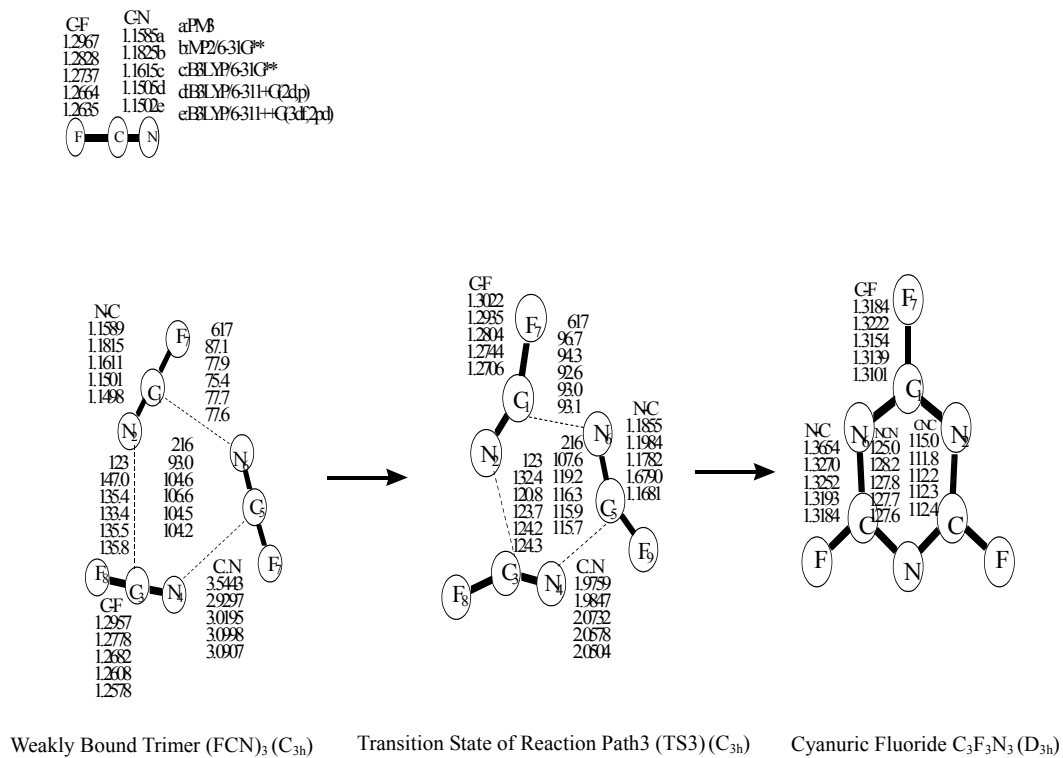 C-F
1.2967
1.2828
1.2737
1.2664
1.2635
C-N
1.1585a
1.1825b
1.1615c
1.1505d
1.1502e
a:PM3
b:MP2/6-31G**
c:B3LYP/6-31G**
d:B3LYP/6-311+G(2d,p)
e:B3LYP/6-311++G(3df,2pd)
F C N
N-C
1.1589
1.1815
1.1611
1.1501
1.1498
F7
617
87.1
77.9
75.4
77.7
77.6
C1
N2
N6
123
147.0
135.4
133.4
135.5
135.8
216
93.0
104.6
106.6
104.5
104.2
C5
F7
F8
C3
N4
C-F
1.2957
1.2778
1.2682
1.2608
1.2578
C..N
3.5443
2.9297
3.0195
3.0998
3.0907
C-F
1.3022
1.2935
1.2804
1.2744
1.2706
F7
617
96.7
94.3
92.6
93.0
93.1
C1
N2
N6
N-C
1.1855
1.1984
1.1782
1.6790
1.1681
123
132.4
120.8
123.7
124.2
124.3
216
107.6
119.2
116.3
115.9
115.7
C5
F9
C3
N4
F8
C..N
1.9759
1.9847
2.0732
2.0578
2.0504
C-F
1.3184
1.3222
1.3154
1.3139
1.3101
F7
C1
N6
N2
N-C
1.3654
1.3270
1.3252
1.3193
1.3184
NCN
125.0
128.2
127.8
127.7
127.6
CNC
115.0
111.8
112.2
112.3
112.4
C
C
F
N
F
Weakly Bound Trimer (FCN)3 (C3h)
Transition State of Reaction Path3 (TS3) (C3h)
Cyanuric Fluoride C3F3N3 (D3h)